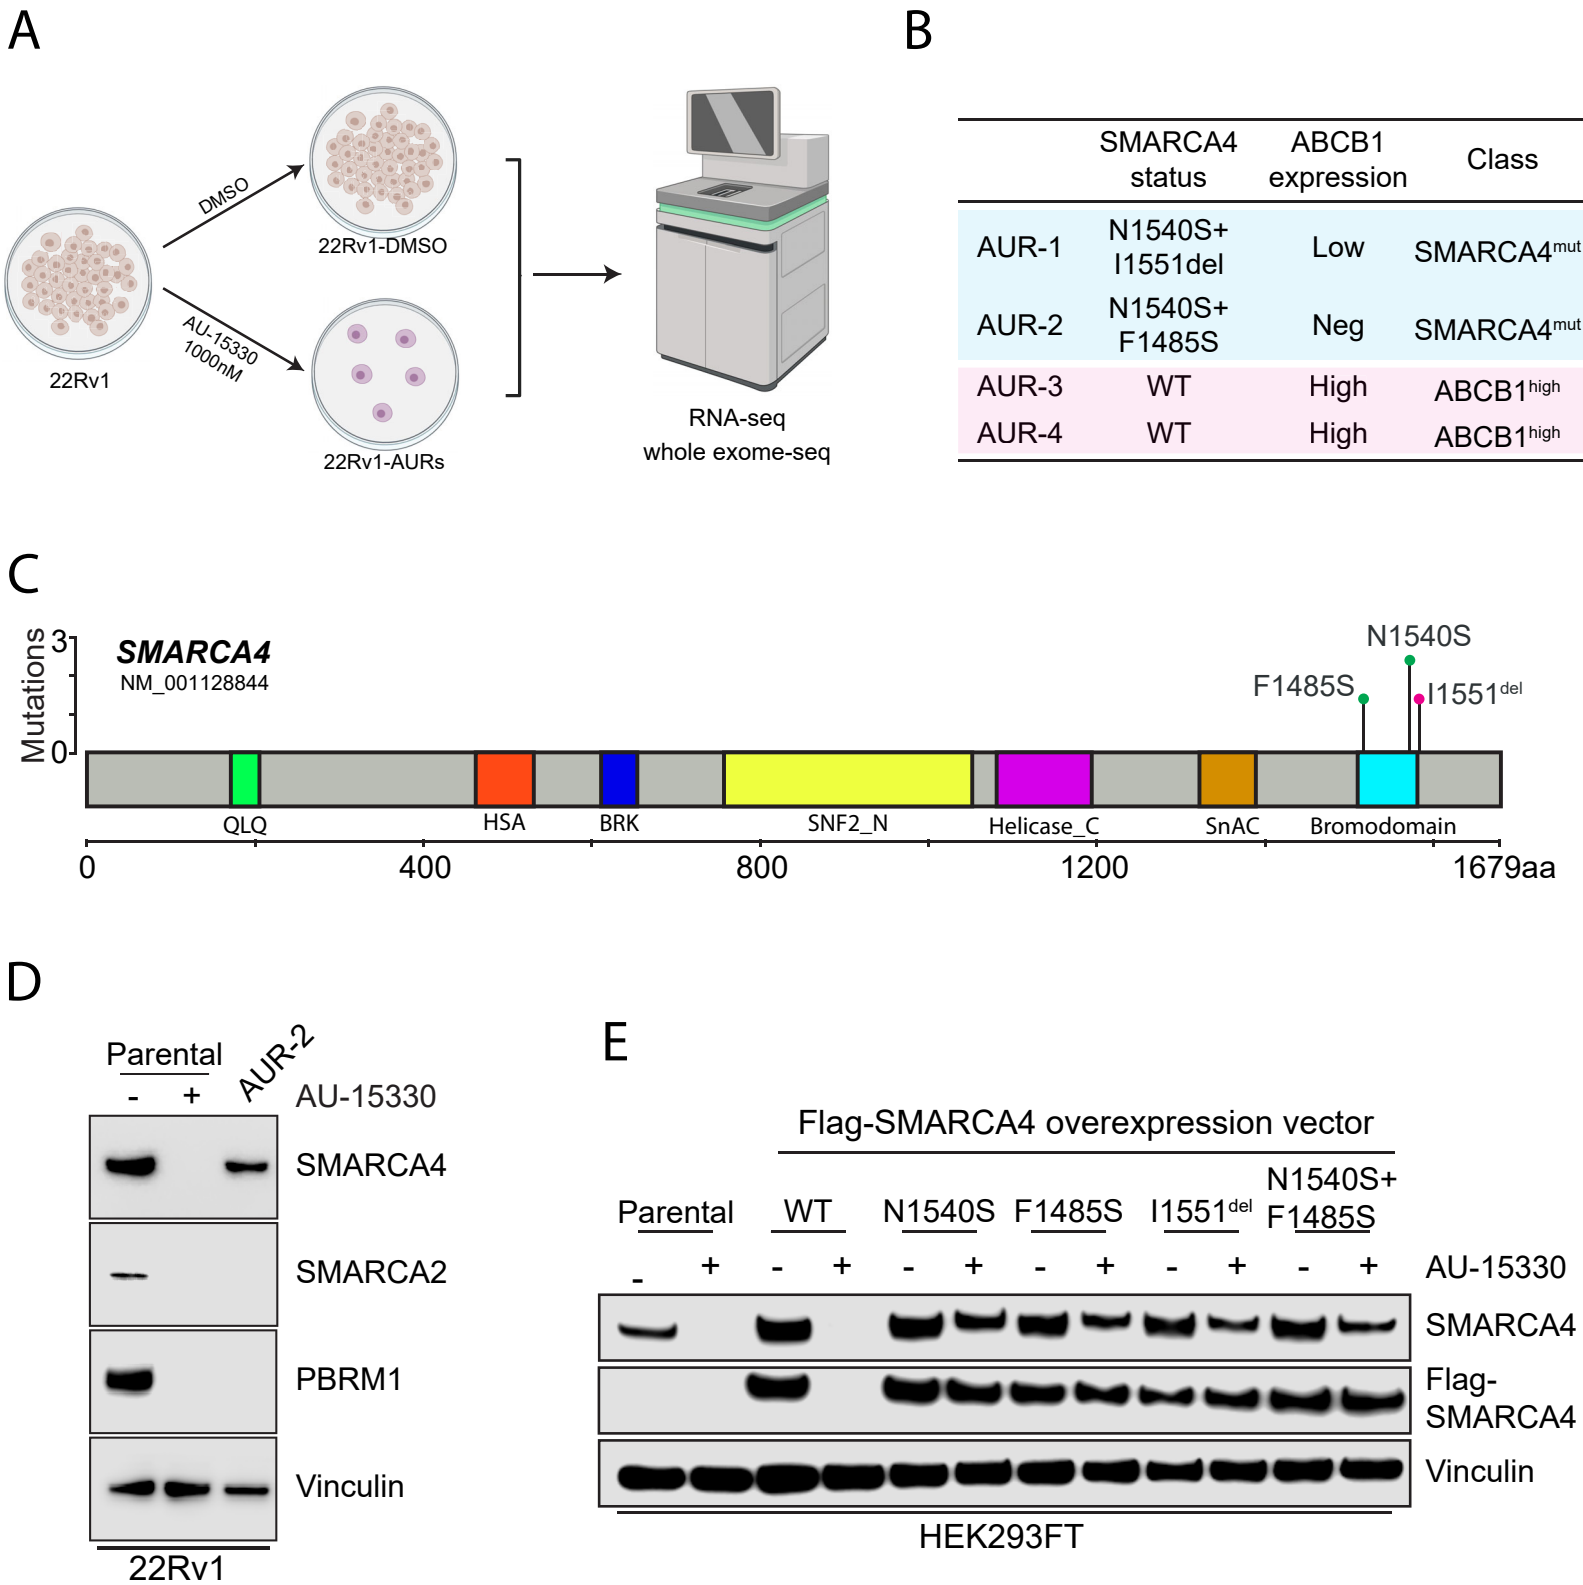 A
DMSO
22Rv1-DMSO
22Rv1
AU-15330
1000nM
22Rv1-AURs
RNA-seq
whole exome-seq
B
SMARCA4 status
ABCB1 expression
Class
AUR-1 N1540S+ I1551del Low SMARCA4mut
AUR-2 N1540S+ F1485S Neg SMARCA4mut
AUR-3 WT High ABCB1high
AUR-4 WT High ABCB1high
C
Mutations
3
0
SMARCA4
NM_001128844
N1540S
F1485S
I1551del
QLQ HSA BRK SNF2_N Helicase_C SnAC Bromodomain
0 400 800 1200 1679aa
D
Parental AUR-2
- + AU-15330
SMARCA4
SMARCA2
PBRM1
Vinculin
22Rv1
E
Flag-SMARCA4 overexpression vector
Parental WT N1540S F1485S I1551del N1540S+ F1485S
- + - + - + - + - + - + AU-15330
SMARCA4
Flag-
SMARCA4
Vinculin
HEK293FT